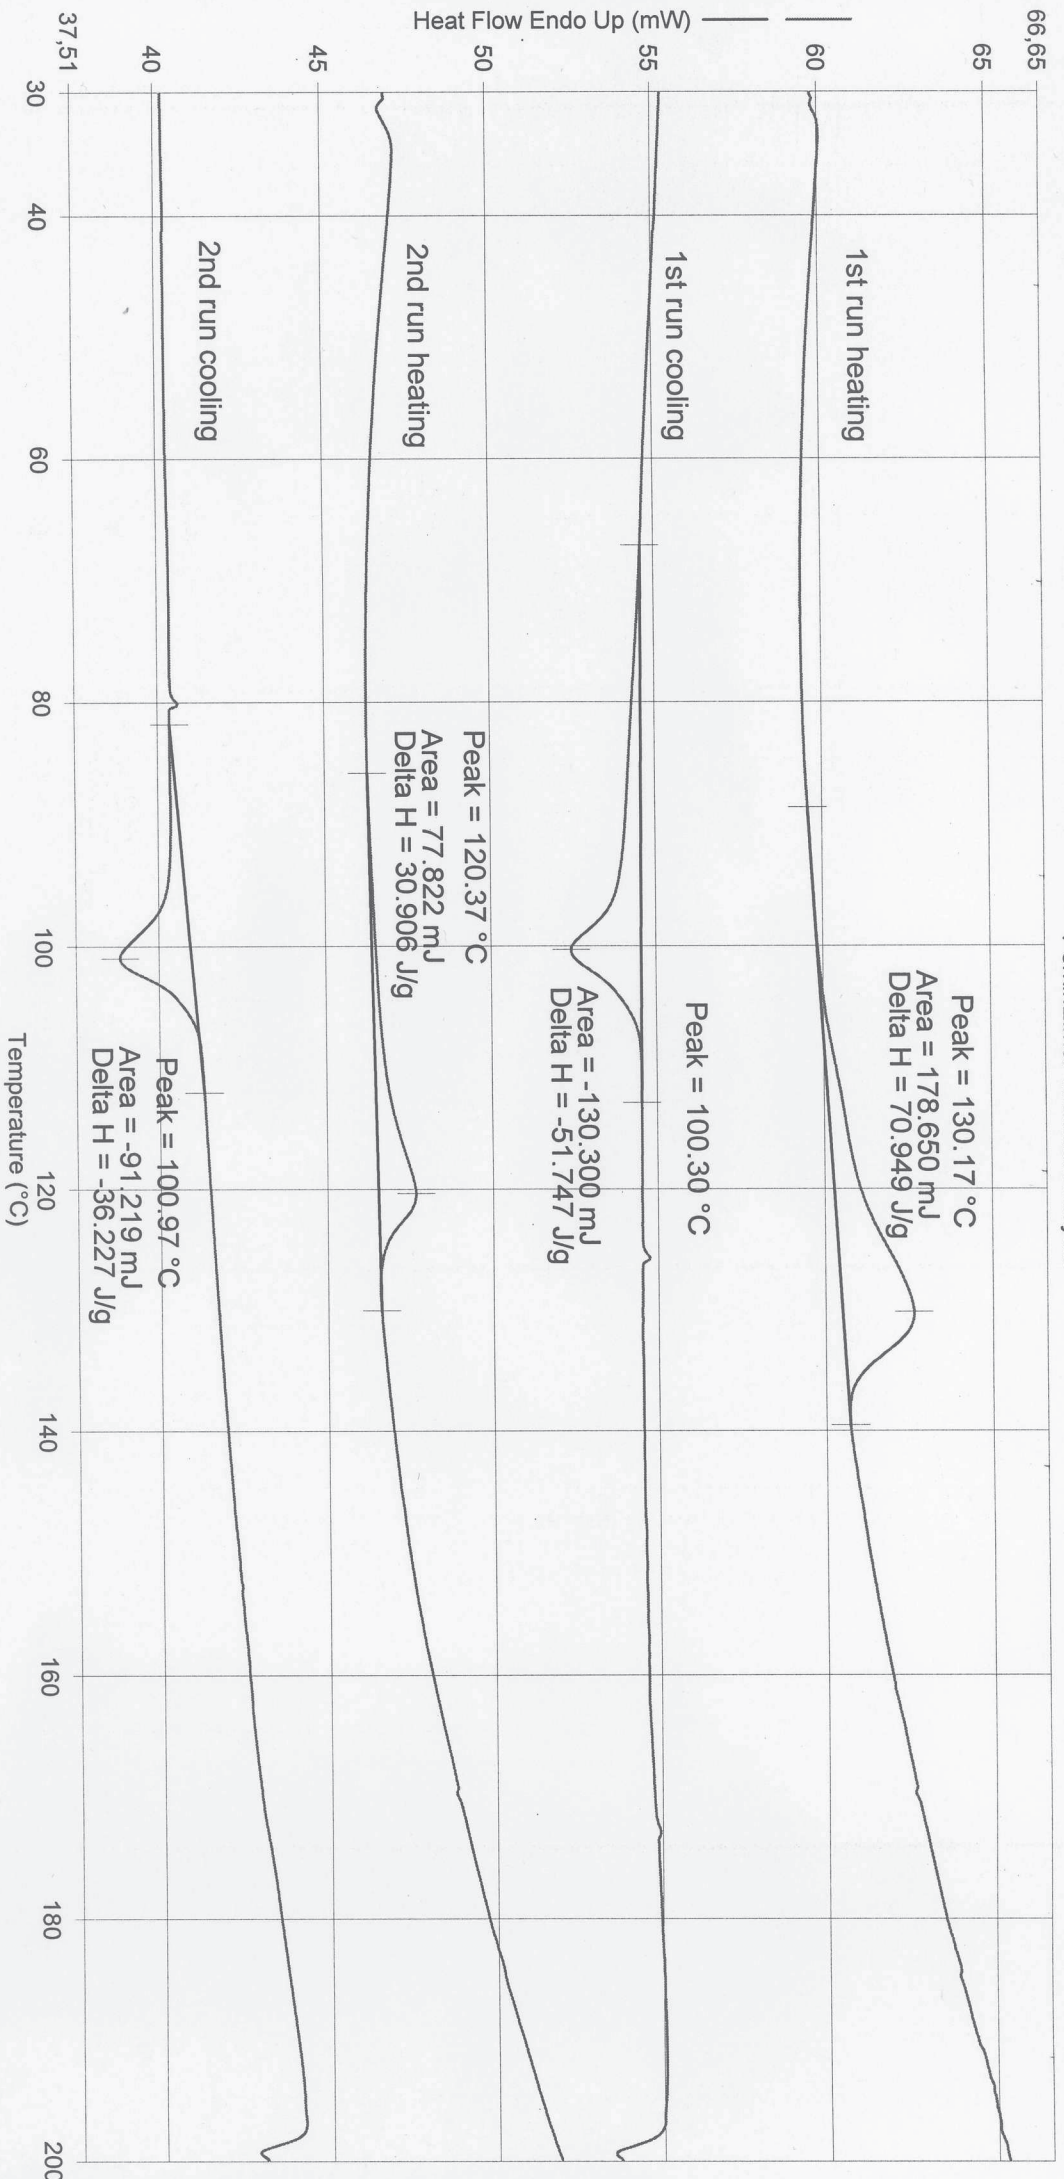 Heat Flow Endo Up (mW)
66,65
65
60
55
50
45
40
37,51
1st run heating
Peak = 130.17 °C
Area = 178.650 mJ
Delta H = 70.949 J/g
1st run cooling
Peak = 100.30 °C
Area = -130.300 mJ
Delta H = -51.747 J/g
2nd run heating
Peak = 120.37 °C
Area = 77.822 mJ
Delta H = 30.906 J/g
2nd run cooling
Peak = 100.97 °C
Area = -91.219 mJ
Delta H = -36.227 J/g
30
40
60
80
100
120
140
160
180
200
Temperature (°C)